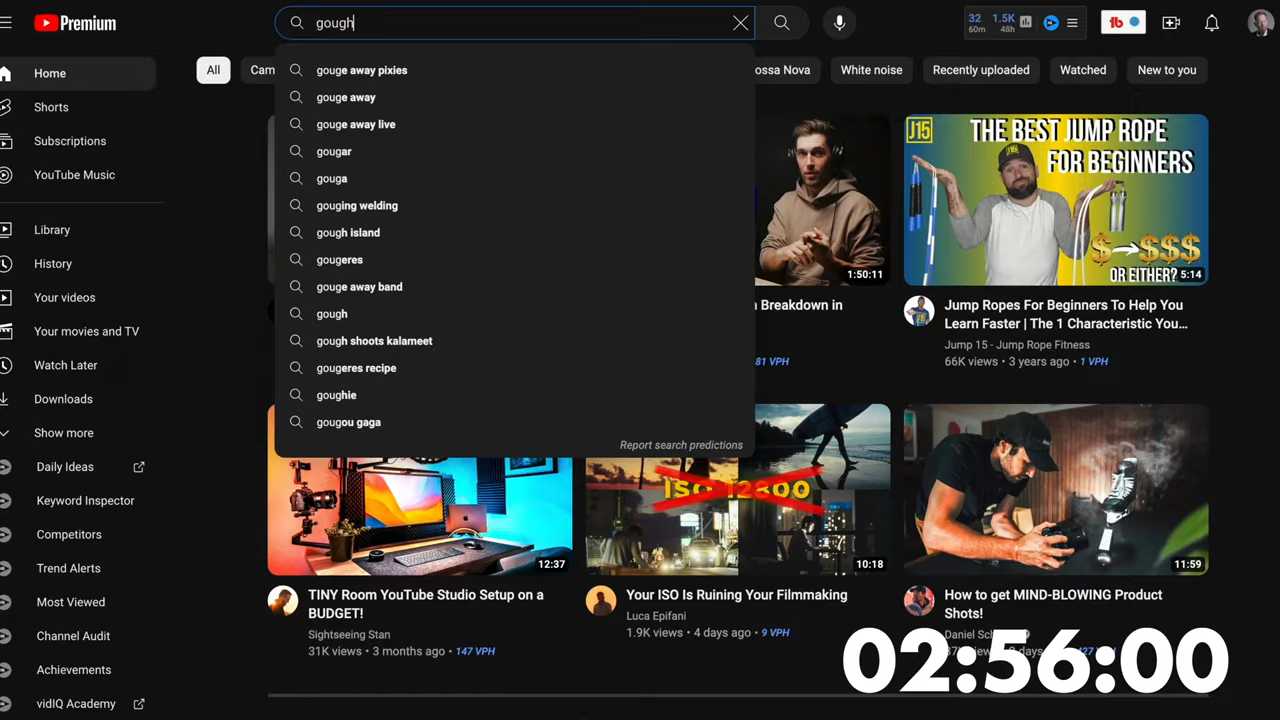 Premium
gough
32
60m
1.5K
48h
tb
Home
Shorts
Subscriptions
YouTube Music
Library
History
Your videos
Your movies and TV
Watch Later
Downloads
Show more
Daily Ideas
Keyword Inspector
Competitors
Trend Alerts
Most Viewed
Channel Audit
Achievements
vidIQ Academy
All
Cam
ossa Nova
White noise
Recently uploaded
Watched
New to you
gouge away pixies
gouge away
gouge away live
gougar
gouga
gouging welding
gough island
gougeres
gouge away band
gough
gough shoots kalameet
gougeres recipe
goughie
gougou gaga
Report search predictions
1:50:11
Breakdown in
81 VPH
J15
THE BEST JUMP ROPE
FOR BEGINNERS
$ → $$$
OR EITHER?
5:14
Jump Ropes For Beginners To Help You
Learn Faster | The 1 Characteristic You...
Jump 15 - Jump Rope Fitness
66K views • 3 years ago • 1 VPH
12:37
TINY Room YouTube Studio Setup on a
BUDGET!
Sightseeing Stan
31K views • 3 months ago • 147 VPH
ISO 12800
10:18
Your ISO Is Ruining Your Filmmaking
Luca Epifani
1.9K views • 4 days ago • 9 VPH
11:59
How to get MIND-BLOWING Product
Shots!
Daniel
02:56:00